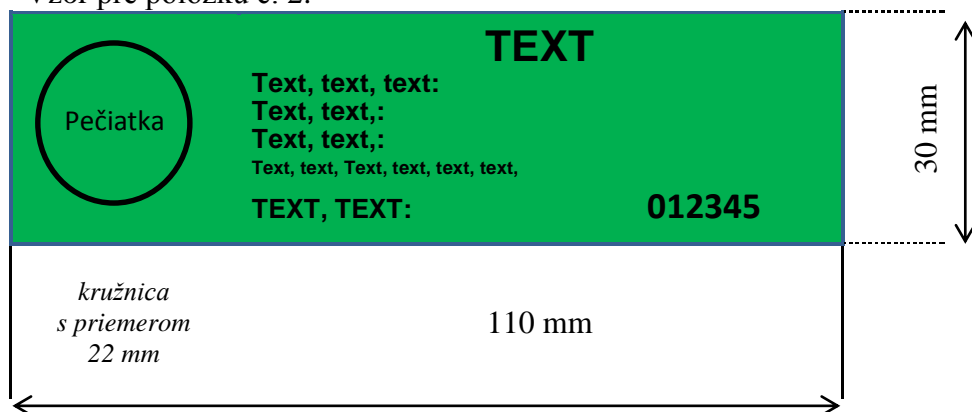 Vzor pre položku č. 2:
TEXT
Text, text, text:
Text, text,:
Text, text,:
Text, text, Text, text, text, text,
TEXT, TEXT:
012345
Pečiatka
30 mm
kružnica
s priemerom
22 mm
110 mm